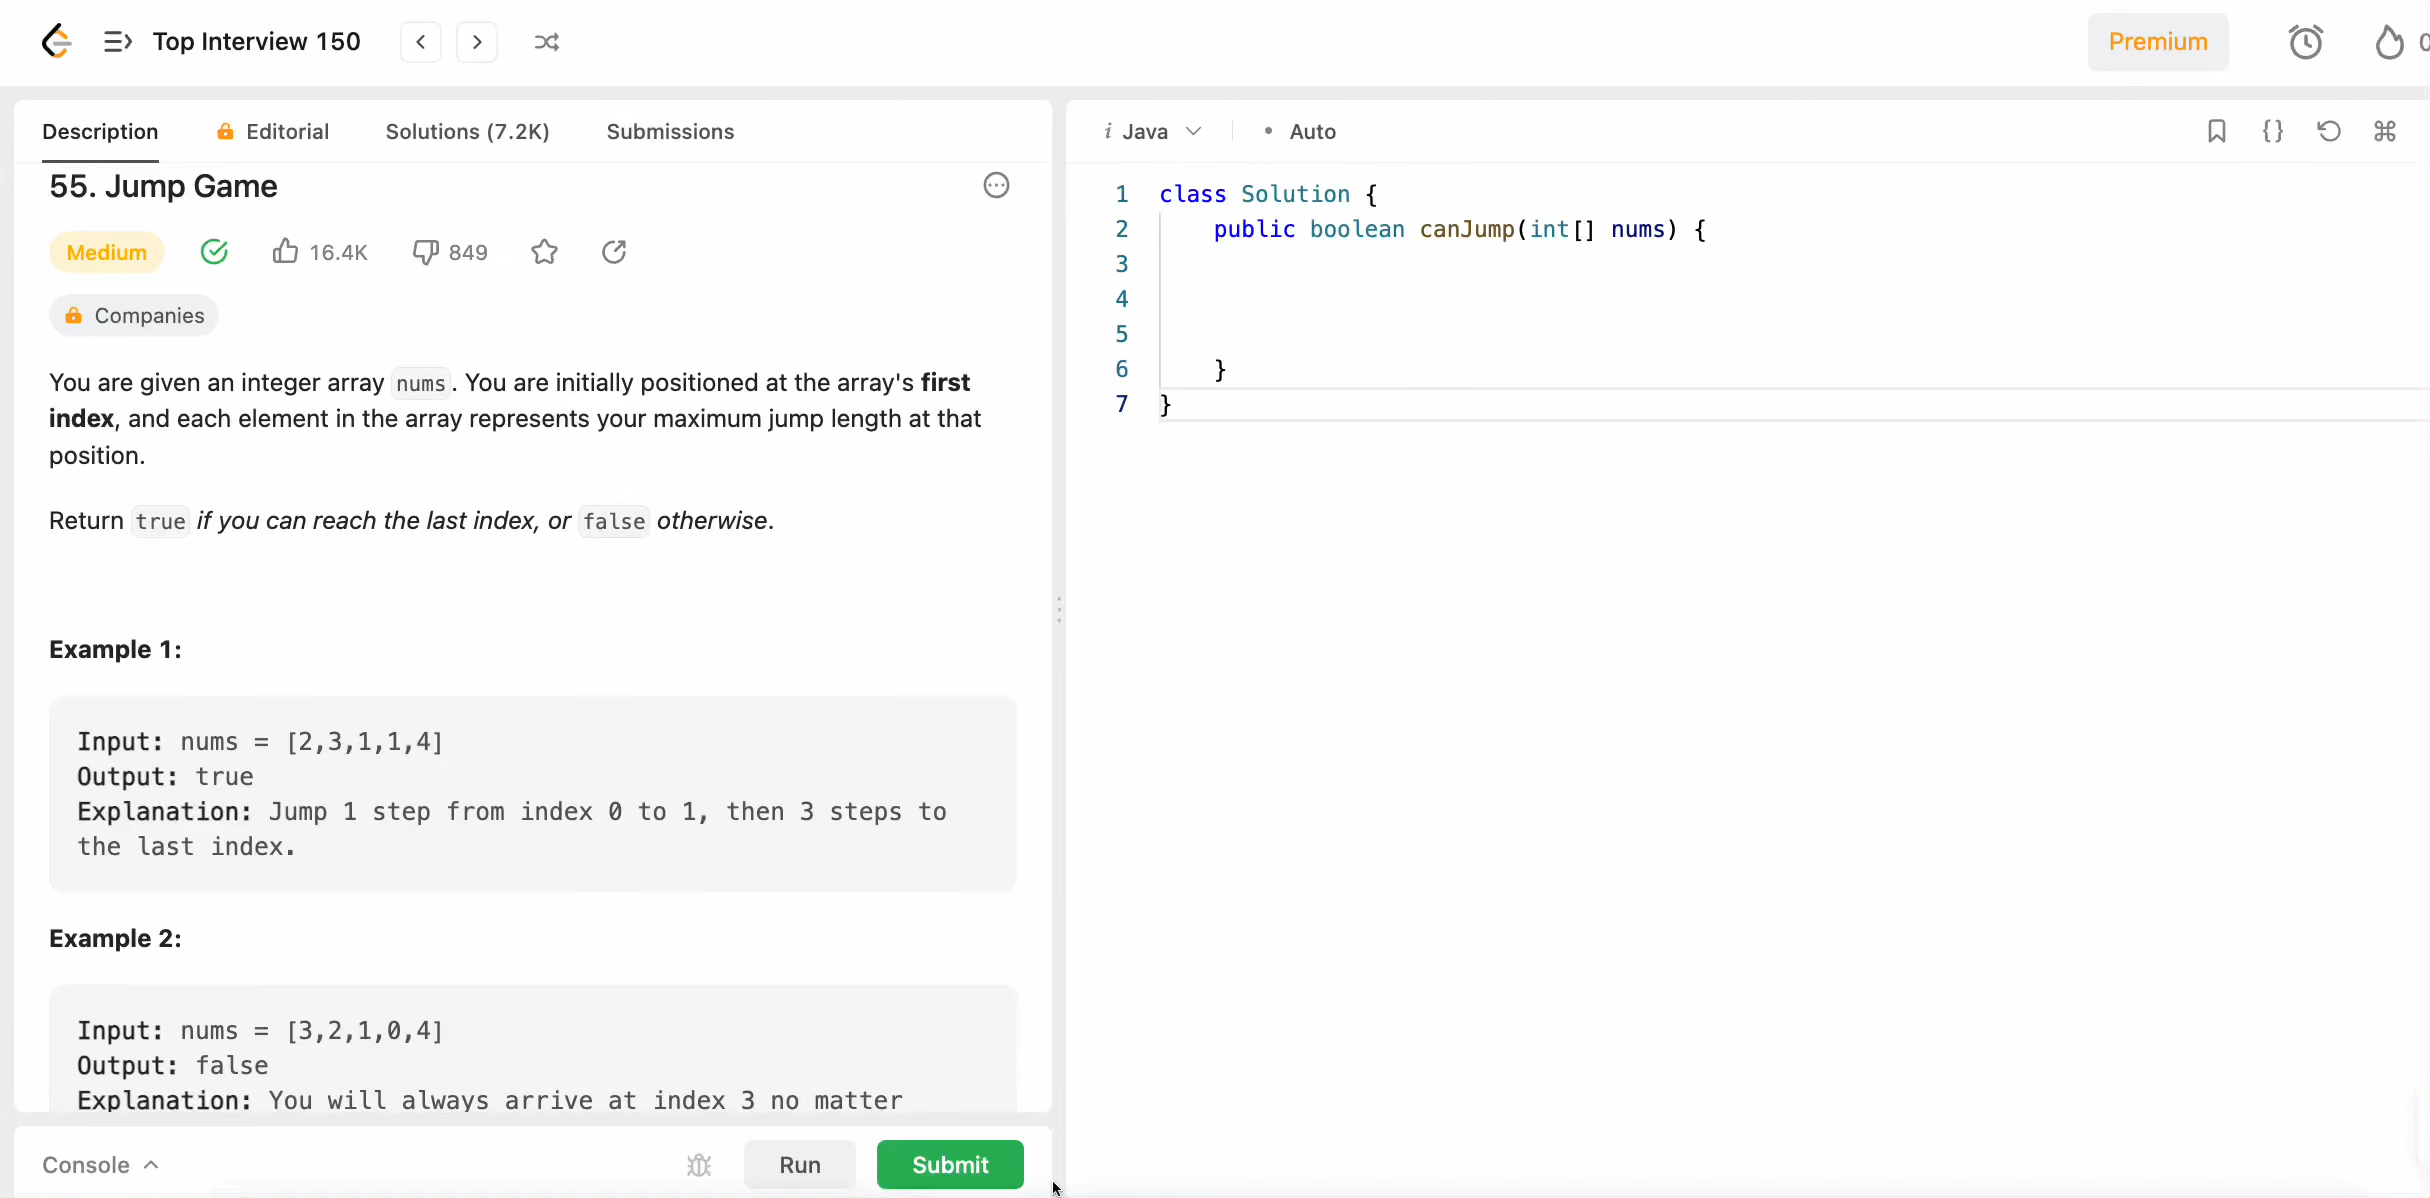 Top Interview 150
Premium
0
Description
Editorial
Solutions (7.2K)
Submissions
55. Jump Game
Medium
16.4K
849
Companies
You are given an integer array nums. You are initially positioned at the array's first
index, and each element in the array represents your maximum jump length at that
position.
Return true if you can reach the last index, or false otherwise.
Example 1:
Input: nums = [2,3,1,1,4]
Output: true
Explanation: Jump 1 step from index 0 to 1, then 3 steps to
the last index.
Example 2:
Input: nums = [3,2,1,0,4]
Output: false
Explanation: You will always arrive at index 3 no matter
Console
Run
Submit
i Java
• Auto
{}
1 class Solution {
2 public boolean canJump(int[] nums) {
3
4
5
6 }
7 }